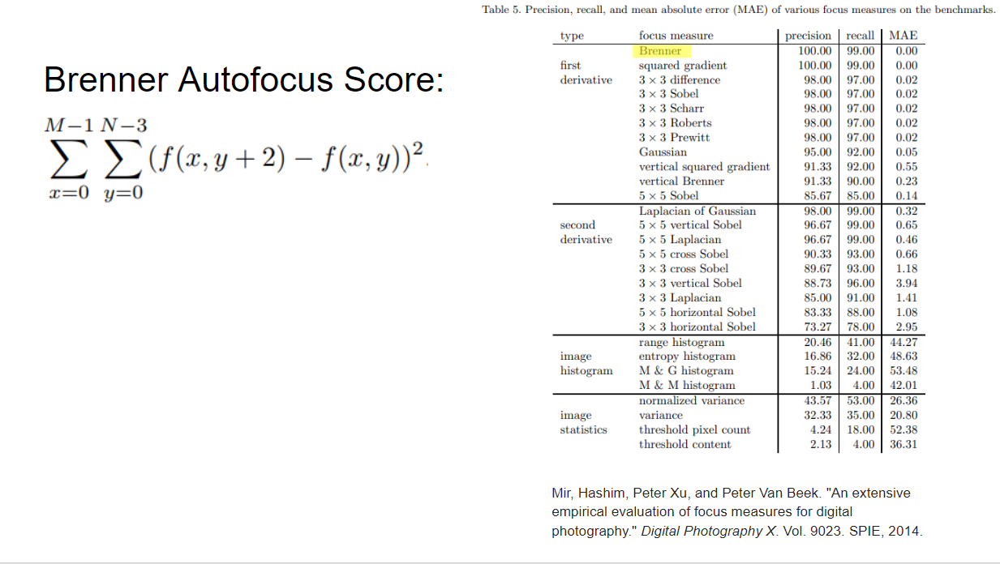 Brenner Autofocus Score:
M−1 N−3
∑ ∑ (f(x, y + 2) − f(x, y))².
x=0 y=0
Table 5. Precision, recall, and mean absolute error (MAE) of various focus measures on the benchmarks.
type focus measure precision recall MAE
Brenner 100.00 99.00 0.00
first squared gradient 100.00 99.00 0.00
derivative 3 × 3 difference 98.00 97.00 0.02
3 × 3 Sobel 98.00 97.00 0.02
3 × 3 Scharr 98.00 97.00 0.02
3 × 3 Roberts 98.00 97.00 0.02
3 × 3 Prewitt 98.00 97.00 0.02
Gaussian 95.00 92.00 0.05
vertical squared gradient 91.33 92.00 0.55
vertical Brenner 91.33 90.00 0.23
5 × 5 Sobel 85.67 85.00 0.14
Laplacian of Gaussian 98.00 99.00 0.32
second 5 × 5 vertical Sobel 96.67 99.00 0.65
derivative 5 × 5 Laplacian 96.67 99.00 0.46
5 × 5 cross Sobel 90.33 93.00 0.66
3 × 3 cross Sobel 89.67 93.00 1.18
3 × 3 vertical Sobel 88.73 96.00 3.94
3 × 3 Laplacian 85.00 91.00 1.41
5 × 5 horizontal Sobel 83.33 88.00 1.08
3 × 3 horizontal Sobel 73.27 78.00 2.95
range histogram 20.46 41.00 44.27
image entropy histogram 16.86 32.00 48.63
histogram M & G histogram 15.24 24.00 53.48
M & M histogram 1.03 4.00 42.01
normalized variance 43.57 53.00 26.36
image variance 32.33 35.00 20.80
statistics threshold pixel count 4.24 18.00 52.38
threshold content 2.13 4.00 36.31
Mir, Hashim, Peter Xu, and Peter Van Beek. "An extensive
empirical evaluation of focus measures for digital
photography." Digital Photography X. Vol. 9023. SPIE, 2014.